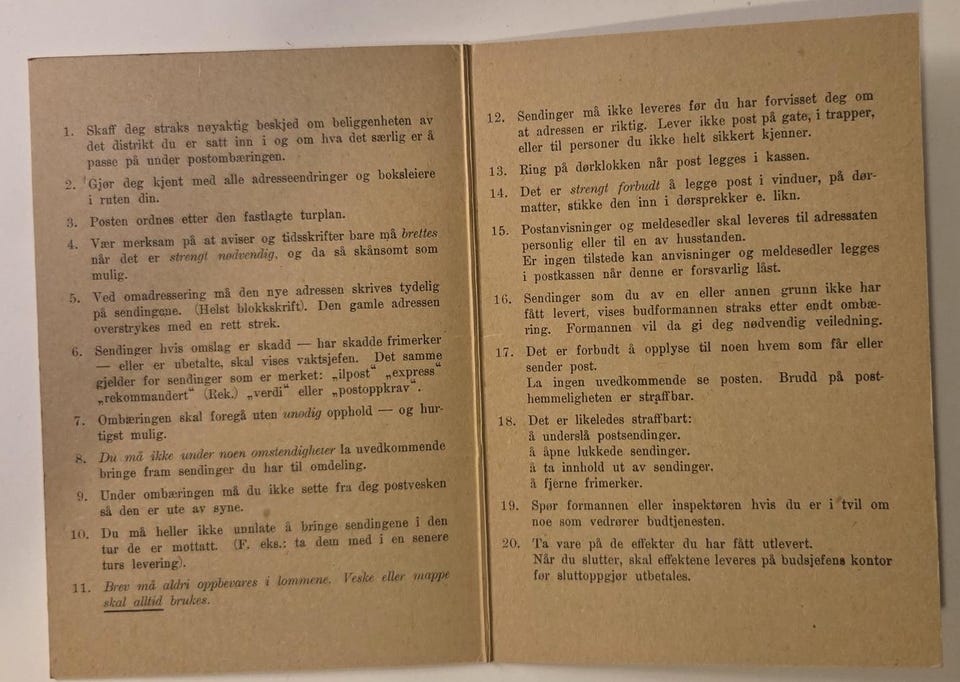 1. Skaff deg straks nøyaktig beskjed om beliggenheten av
det distrikt du er satt inn i og om hva det særlig er å
passe på under postombæringen.
2. Gjør deg kjent med alle adresseendringer og boksleiere
i ruten din.
3. Posten ordnes etter den fastlagte turplan.
4. Vær merksam på at aviser og tidsskrifter bare må brettes
når det er strengt nødvendig, og da så skånsomt som
mulig.
5. Ved omadressering må den nye adressen skrives tydelig
på sendingene. (Helst blokkskrift). Den gamle adressen
overstrykes med en rett strek.
6. Sendinger hvis omslag er skadd — har skadde frimerker
— eller er ubetalte, skal vises vaktsjefen. Det samme
gjelder for sendinger som er merket: „ilpost" „express"
„rekommandert" (Rek.) „verdi" eller „postoppkrav".
7. Ombæringen skal foregå uten unødig opphold — og hur-
tigst mulig.
8. Du må ikke under noen omstendigheter la uvedkommende
bringe fram sendinger du har til omdeling.
9. Under ombæringen må du ikke sette fra deg postvesken
så den er ute av syne.
10. Du må heller ikke unnlate å bringe sendingene i den
tur de er mottatt. (F. eks.: ta dem med i en senere
turs levering).
11. Brev må aldri oppbevares i lommene. Veske eller mappe
skal alltid brukes.
12. Sendinger må ikke leveres før du har forvisset deg om
at adressen er riktig. Lever ikke post på gate, i trapper,
eller til personer du ikke helt sikkert kjenner.
13. Ring på dørklokken når post legges i kassen.
14. Det er strengt forbudt å legge post i vinduer, på dør-
matter, stikke den inn i dørsprekker e. likn.
15. Postanvisninger og meldesedler skal leveres til adressaten
personlig eller til en av husstanden.
Er ingen tilstede kan anvisninger og meldesedler legges
i postkassen når denne er forsvarlig låst.
16. Sendinger som du av en eller annen grunn ikke har
fått levert, vises budformannen straks etter endt ombæ-
ring. Formannen vil da gi deg nødvendig veiledning.
17. Det er forbudt å opplyse til noen hvem som får eller
sender post.
La ingen uvedkommende se posten. Brudd på post-
hemmeligheten er straffbar.
18. Det er likeledes straffbart:
å underslå postsendinger.
å åpne lukkede sendinger.
å ta innhold ut av sendinger.
å fjerne frimerker.
19. Spør formannen eller inspektøren hvis du er i tvil om
noe som vedrører budtjenesten.
20. Ta vare på de effekter du har fått utlevert.
Når du slutter, skal effektene leveres på budsjefens kontor
før sluttoppgjør utbetales.